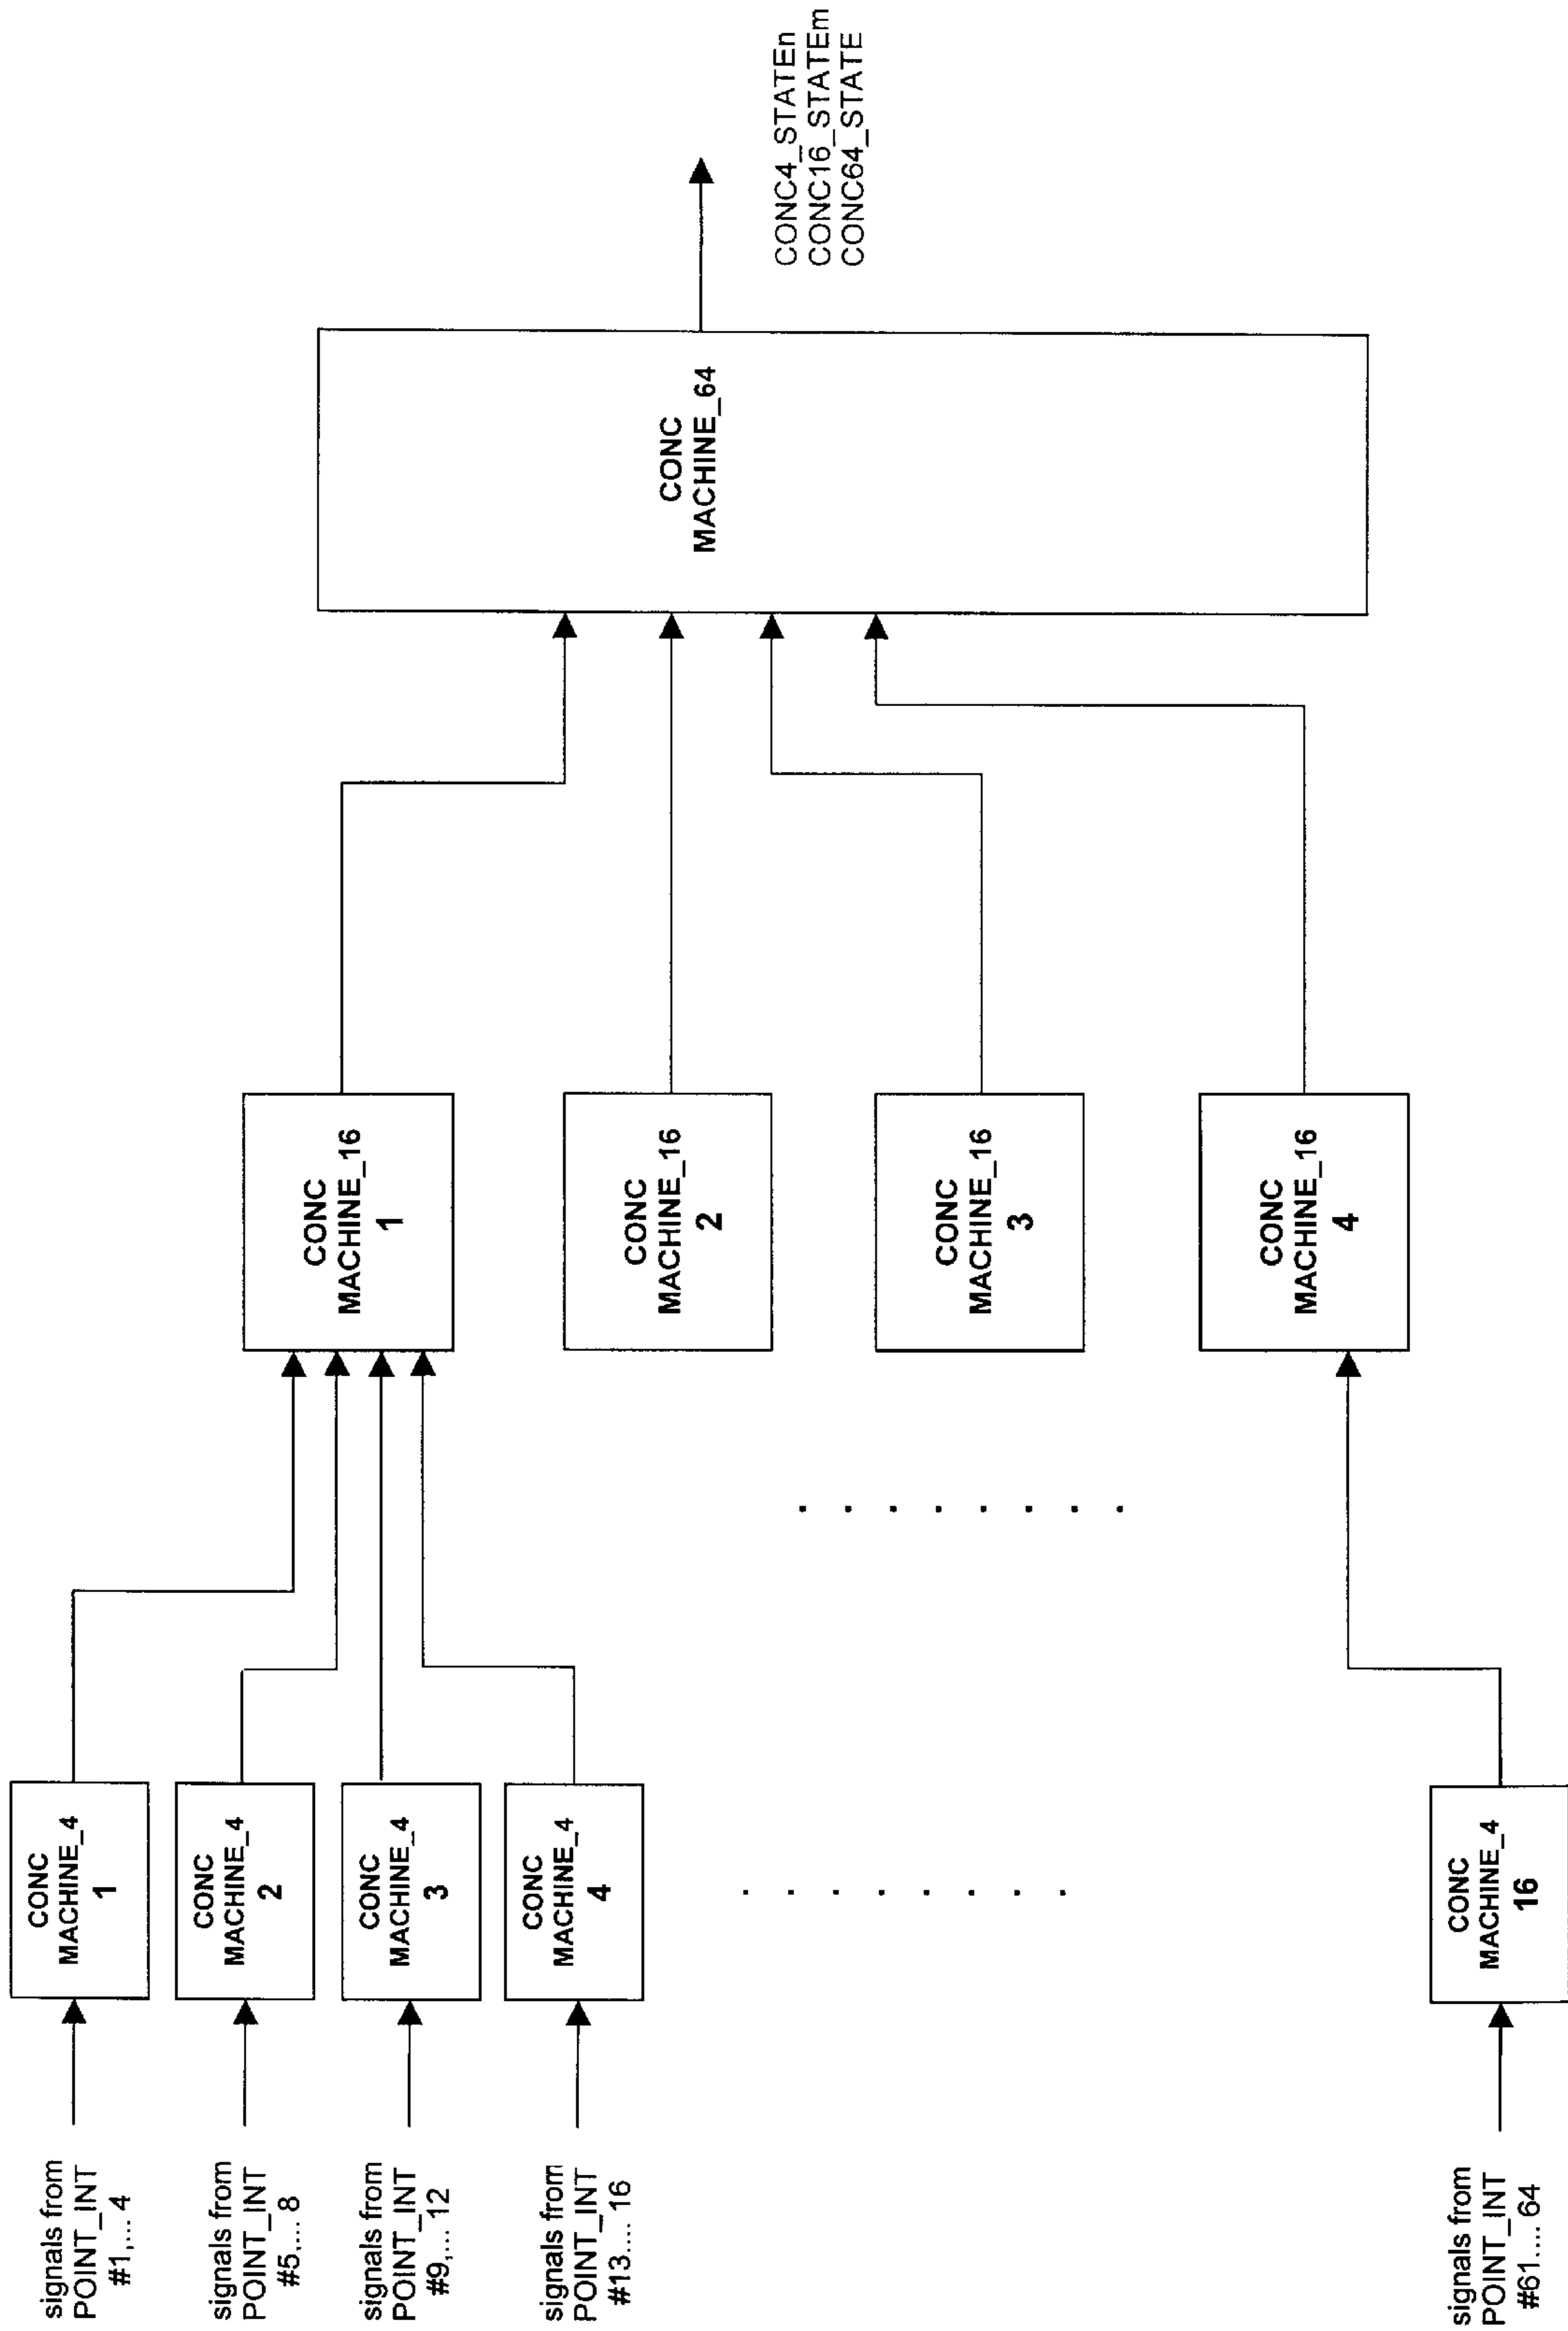 signals from
POINT_INT
#1,... 4
signals from
POINT_INT
#5,... 8
signals from
POINT_INT
#9,... 12
signals from
POINT_INT
#13.... 16
signals from
POINT_INT
#61.... 64
CONC
MACHINE_4
1
CONC
MACHINE_4
2
CONC
MACHINE_4
3
CONC
MACHINE_4
4
CONC
MACHINE_4
16
CONC
MACHINE_16
1
CONC
MACHINE_16
2
CONC
MACHINE_16
3
CONC
MACHINE_16
4
CONC
MACHINE_64
CONC4_STATEn
CONC16_STATEm
CONC64_STATE